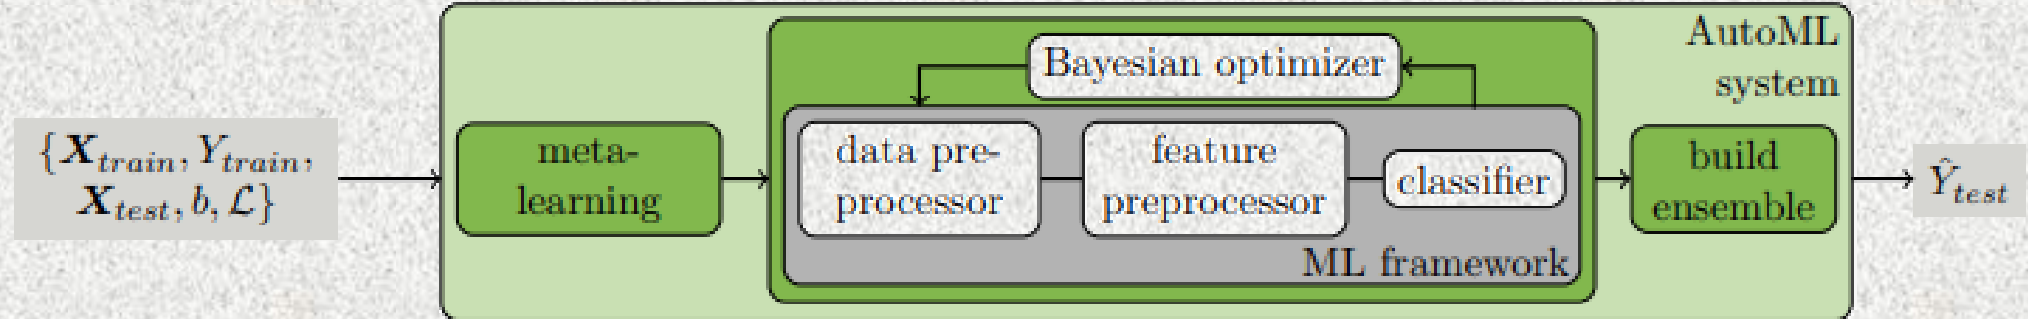 {X_train, Y_train,
X_test, b, ℒ}
meta-
learning
Bayesian optimizer
data pre-
processor
feature
preprocessor
classifier
ML framework
AutoML
system
build
ensemble
Ŷ_test